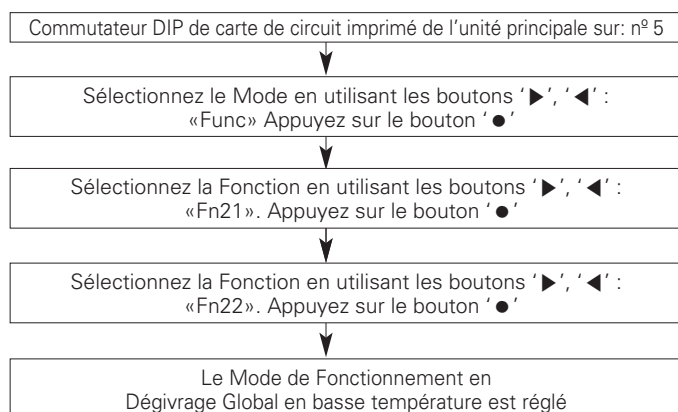 Commutateur DIP de carte de circuit imprimé de l'unité principale sur: nº 5
Sélectionnez le Mode en utilisant les boutons ‘▶’, ‘◀’ :
«Func» Appuyez sur le bouton ‘●’
Sélectionnez la Fonction en utilisant les boutons ‘▶’, ‘◀’ :
«Fn21». Appuyez sur le bouton ‘●’
Sélectionnez la Fonction en utilisant les boutons ‘▶’, ‘◀’ :
«Fn22». Appuyez sur le bouton ‘●’
Le Mode de Fonctionnement en
Dégivrage Global en basse température est réglé